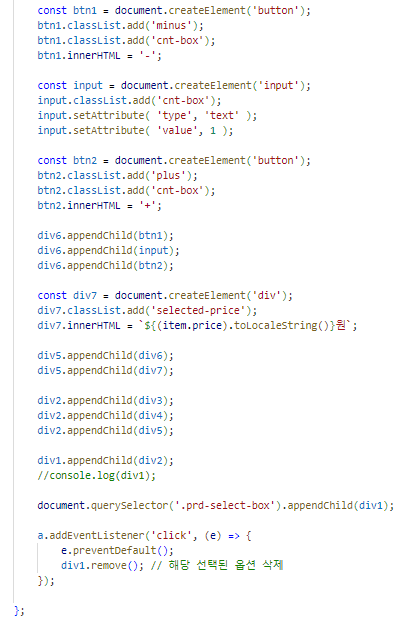 const btn1 = document.createElement('button');
btn1.classList.add('minus');
btn1.classList.add('cnt-box');
btn1.innerHTML = '-';
const input = document.createElement('input');
input.classList.add('cnt-box');
input.setAttribute( 'type', 'text' );
input.setAttribute( 'value', 1 );
const btn2 = document.createElement('button');
btn2.classList.add('plus');
btn2.classList.add('cnt-box');
btn2.innerHTML = '+';
div6.appendChild(btn1);
div6.appendChild(input);
div6.appendChild(btn2);
const div7 = document.createElement('div');
div7.classList.add('selected-price');
div7.innerHTML = `${(item.price).toLocaleString()}원`;
div5.appendChild(div6);
div5.appendChild(div7);
div2.appendChild(div3);
div2.appendChild(div4);
div2.appendChild(div5);
div1.appendChild(div2);
//console.log(div1);
document.querySelector('.prd-select-box').appendChild(div1);
a.addEventListener('click', (e) => {
e.preventDefault();
div1.remove(); // 해당 선택된 옵션 삭제
});
};